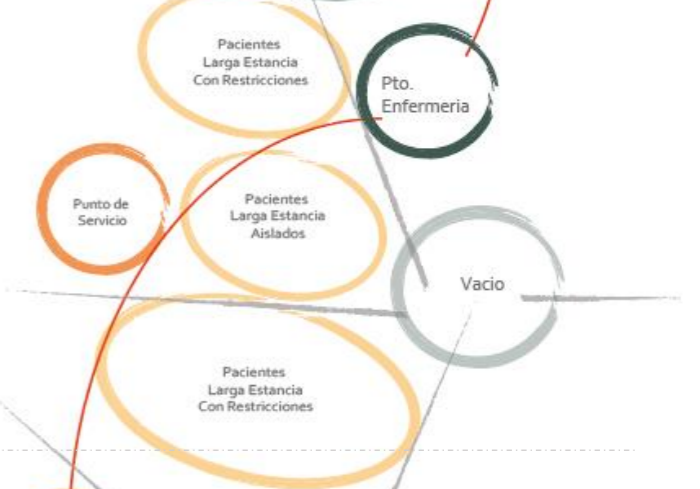 Pacientes
Larga Estancia
Con Restricciones
Pto.
Enfermeria
Punto de
Servicio
Pacientes
Larga Estancia
Aislados
Vacio
Pacientes
Larga Estancia
Con Restricciones